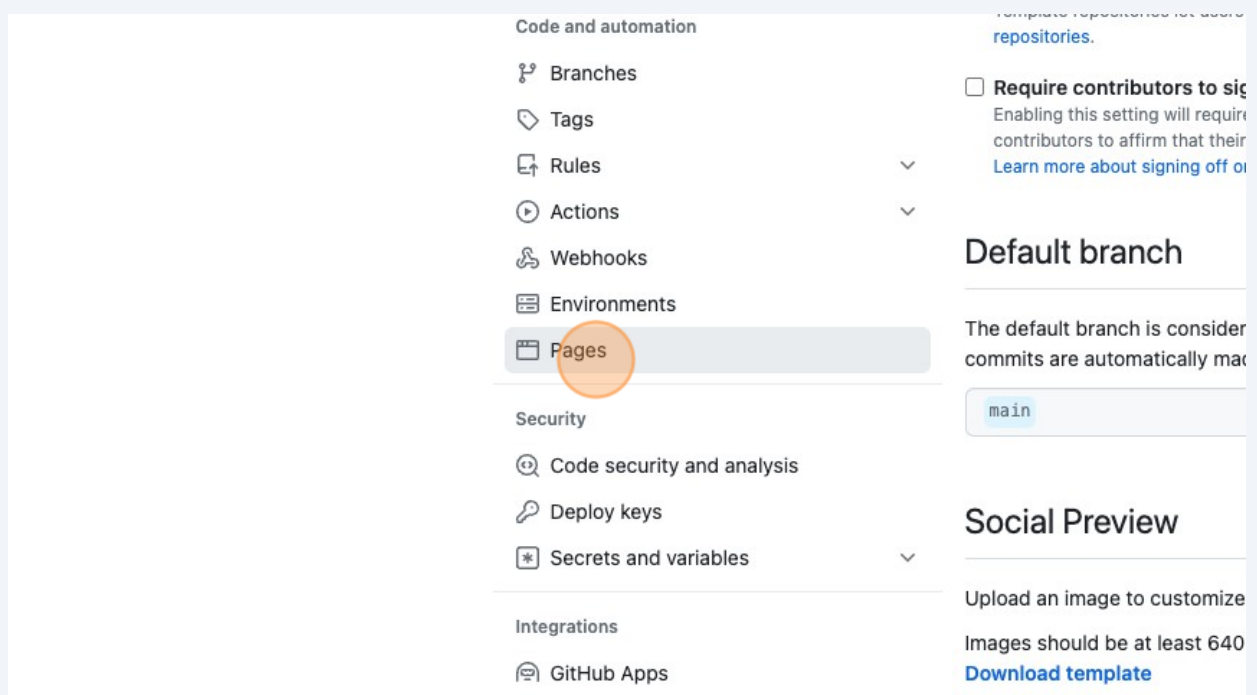 Code and automation
Branches
Tags
Rules
Actions
Webhooks
Environments
Pages
Security
Code security and analysis
Deploy keys
Secrets and variables
Integrations
GitHub Apps
repositories.
Require contributors to sig
Enabling this setting will require
contributors to affirm that their
Learn more about signing off
Default branch
The default branch is consider
commits are automatically mad
main
Social Preview
Upload an image to customize
Images should be at least 640
Download template